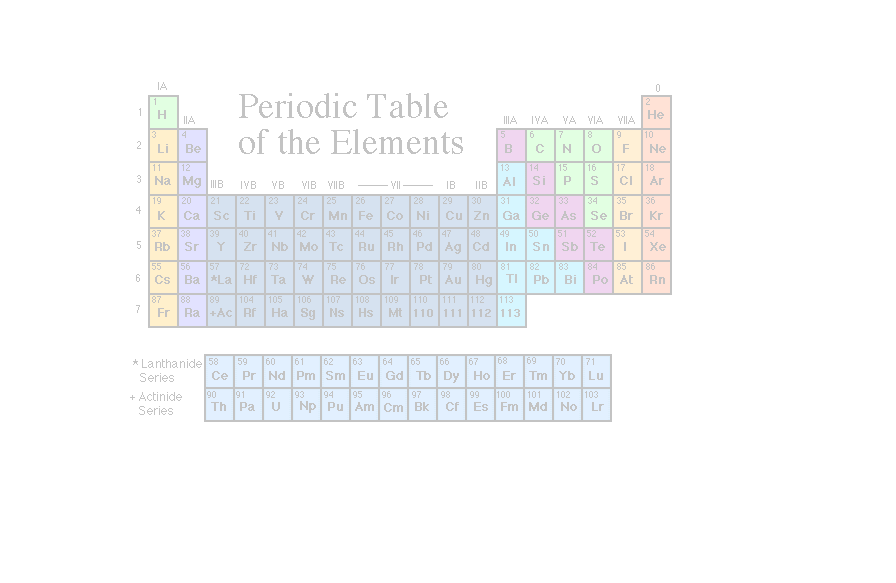 IA
0
Periodic Table
of the Elements
1 2
1 H He
IIA IIIA IVA VA VIA VIIA
3 4 5 6 7 8 9 10
2 Li Be B C N O F Ne
11 12 13 14 15 16 17 18
3 Na Mg Al Si P S Cl Ar
IIIB IVB VB VIB VIIB VII IB IIB
19 20 21 22 23 24 25 26 27 28 29 30 31 32 33 34 35 36
4 K Ca Sc Ti V Cr Mn Fe Co Ni Cu Zn Ga Ge As Se Br Kr
37 38 39 40 41 42 43 44 45 46 47 48 49 50 51 52 53 54
5 Rb Sr Y Zr Nb Mo Tc Ru Rh Pd Ag Cd In Sn Sb Te I Xe
55 56 57 72 73 74 75 76 77 78 79 80 81 82 83 84 85 86
6 Cs Ba *La Hf Ta W Re Os Ir Pt Au Hg Tl Pb Bi Po At Rn
87 88 89 104 105 106 107 108 109 110 111 112 113
7 Fr Ra +Ac Rf Ha Sg Ns Hs Mt 110 111 112 113
* Lanthanide
Series
58 59 60 61 62 63 64 65 66 67 68 69 70 71
Ce Pr Nd Pm Sm Eu Gd Tb Dy Ho Er Tm Yb Lu
+ Actinide
Series
90 91 92 93 94 95 96 97 98 99 100 101 102 103
Th Pa U Np Pu Am Cm Bk Cf Es Fm Md No Lr